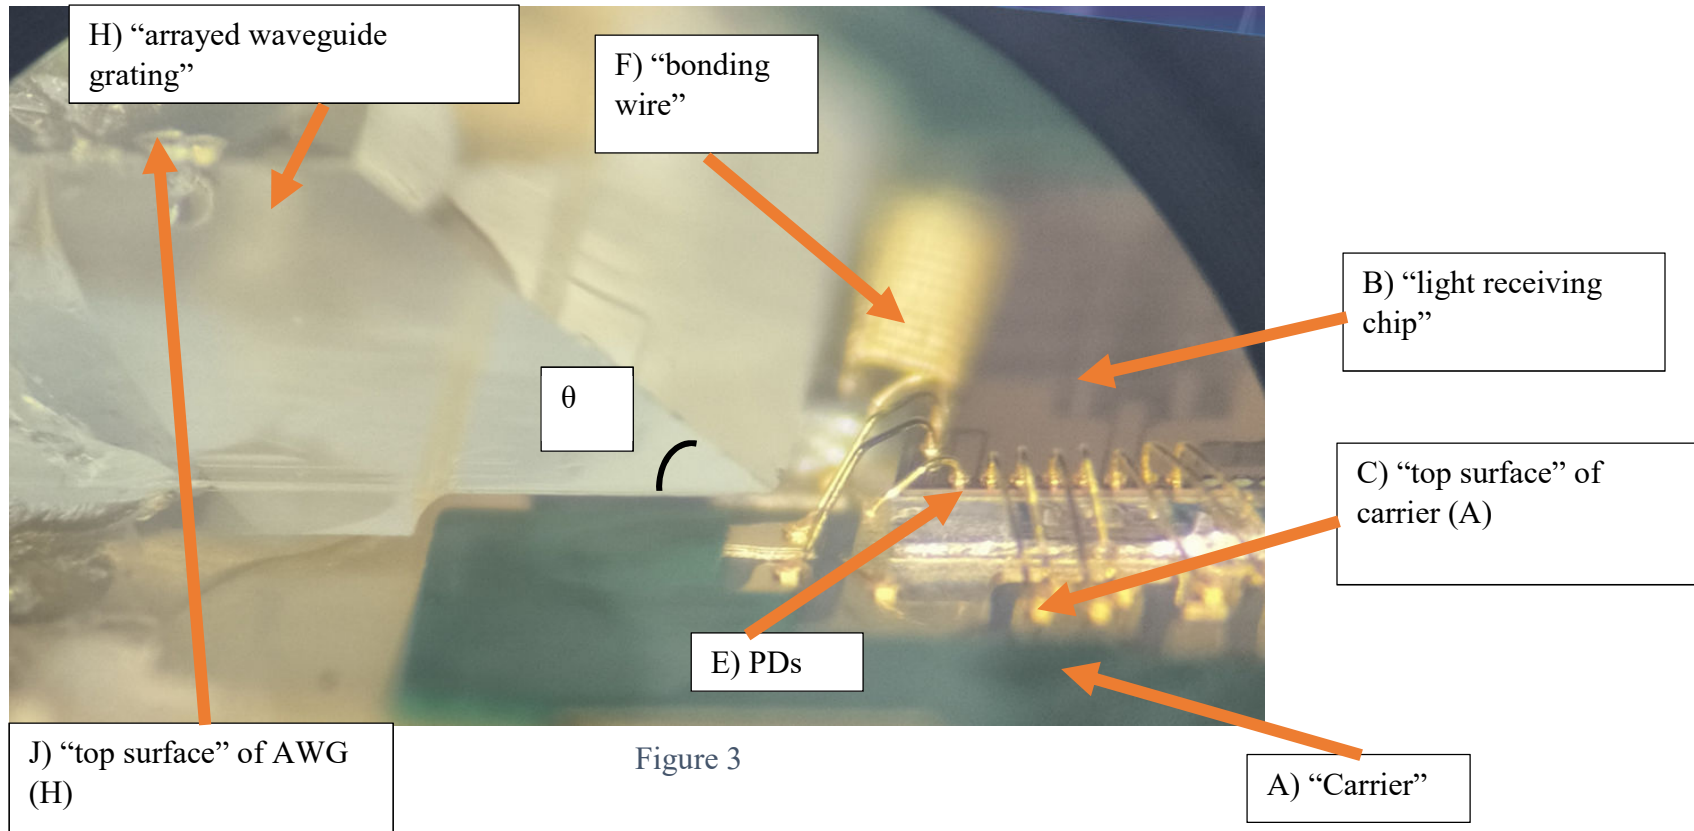 H) “arrayed waveguide
grating”
F) “bonding
wire”
B) “light receiving
chip”
θ
C) “top surface” of
carrier (A)
E) PDs
J) “top surface” of AWG
(H)
Figure 3
A) “Carrier”